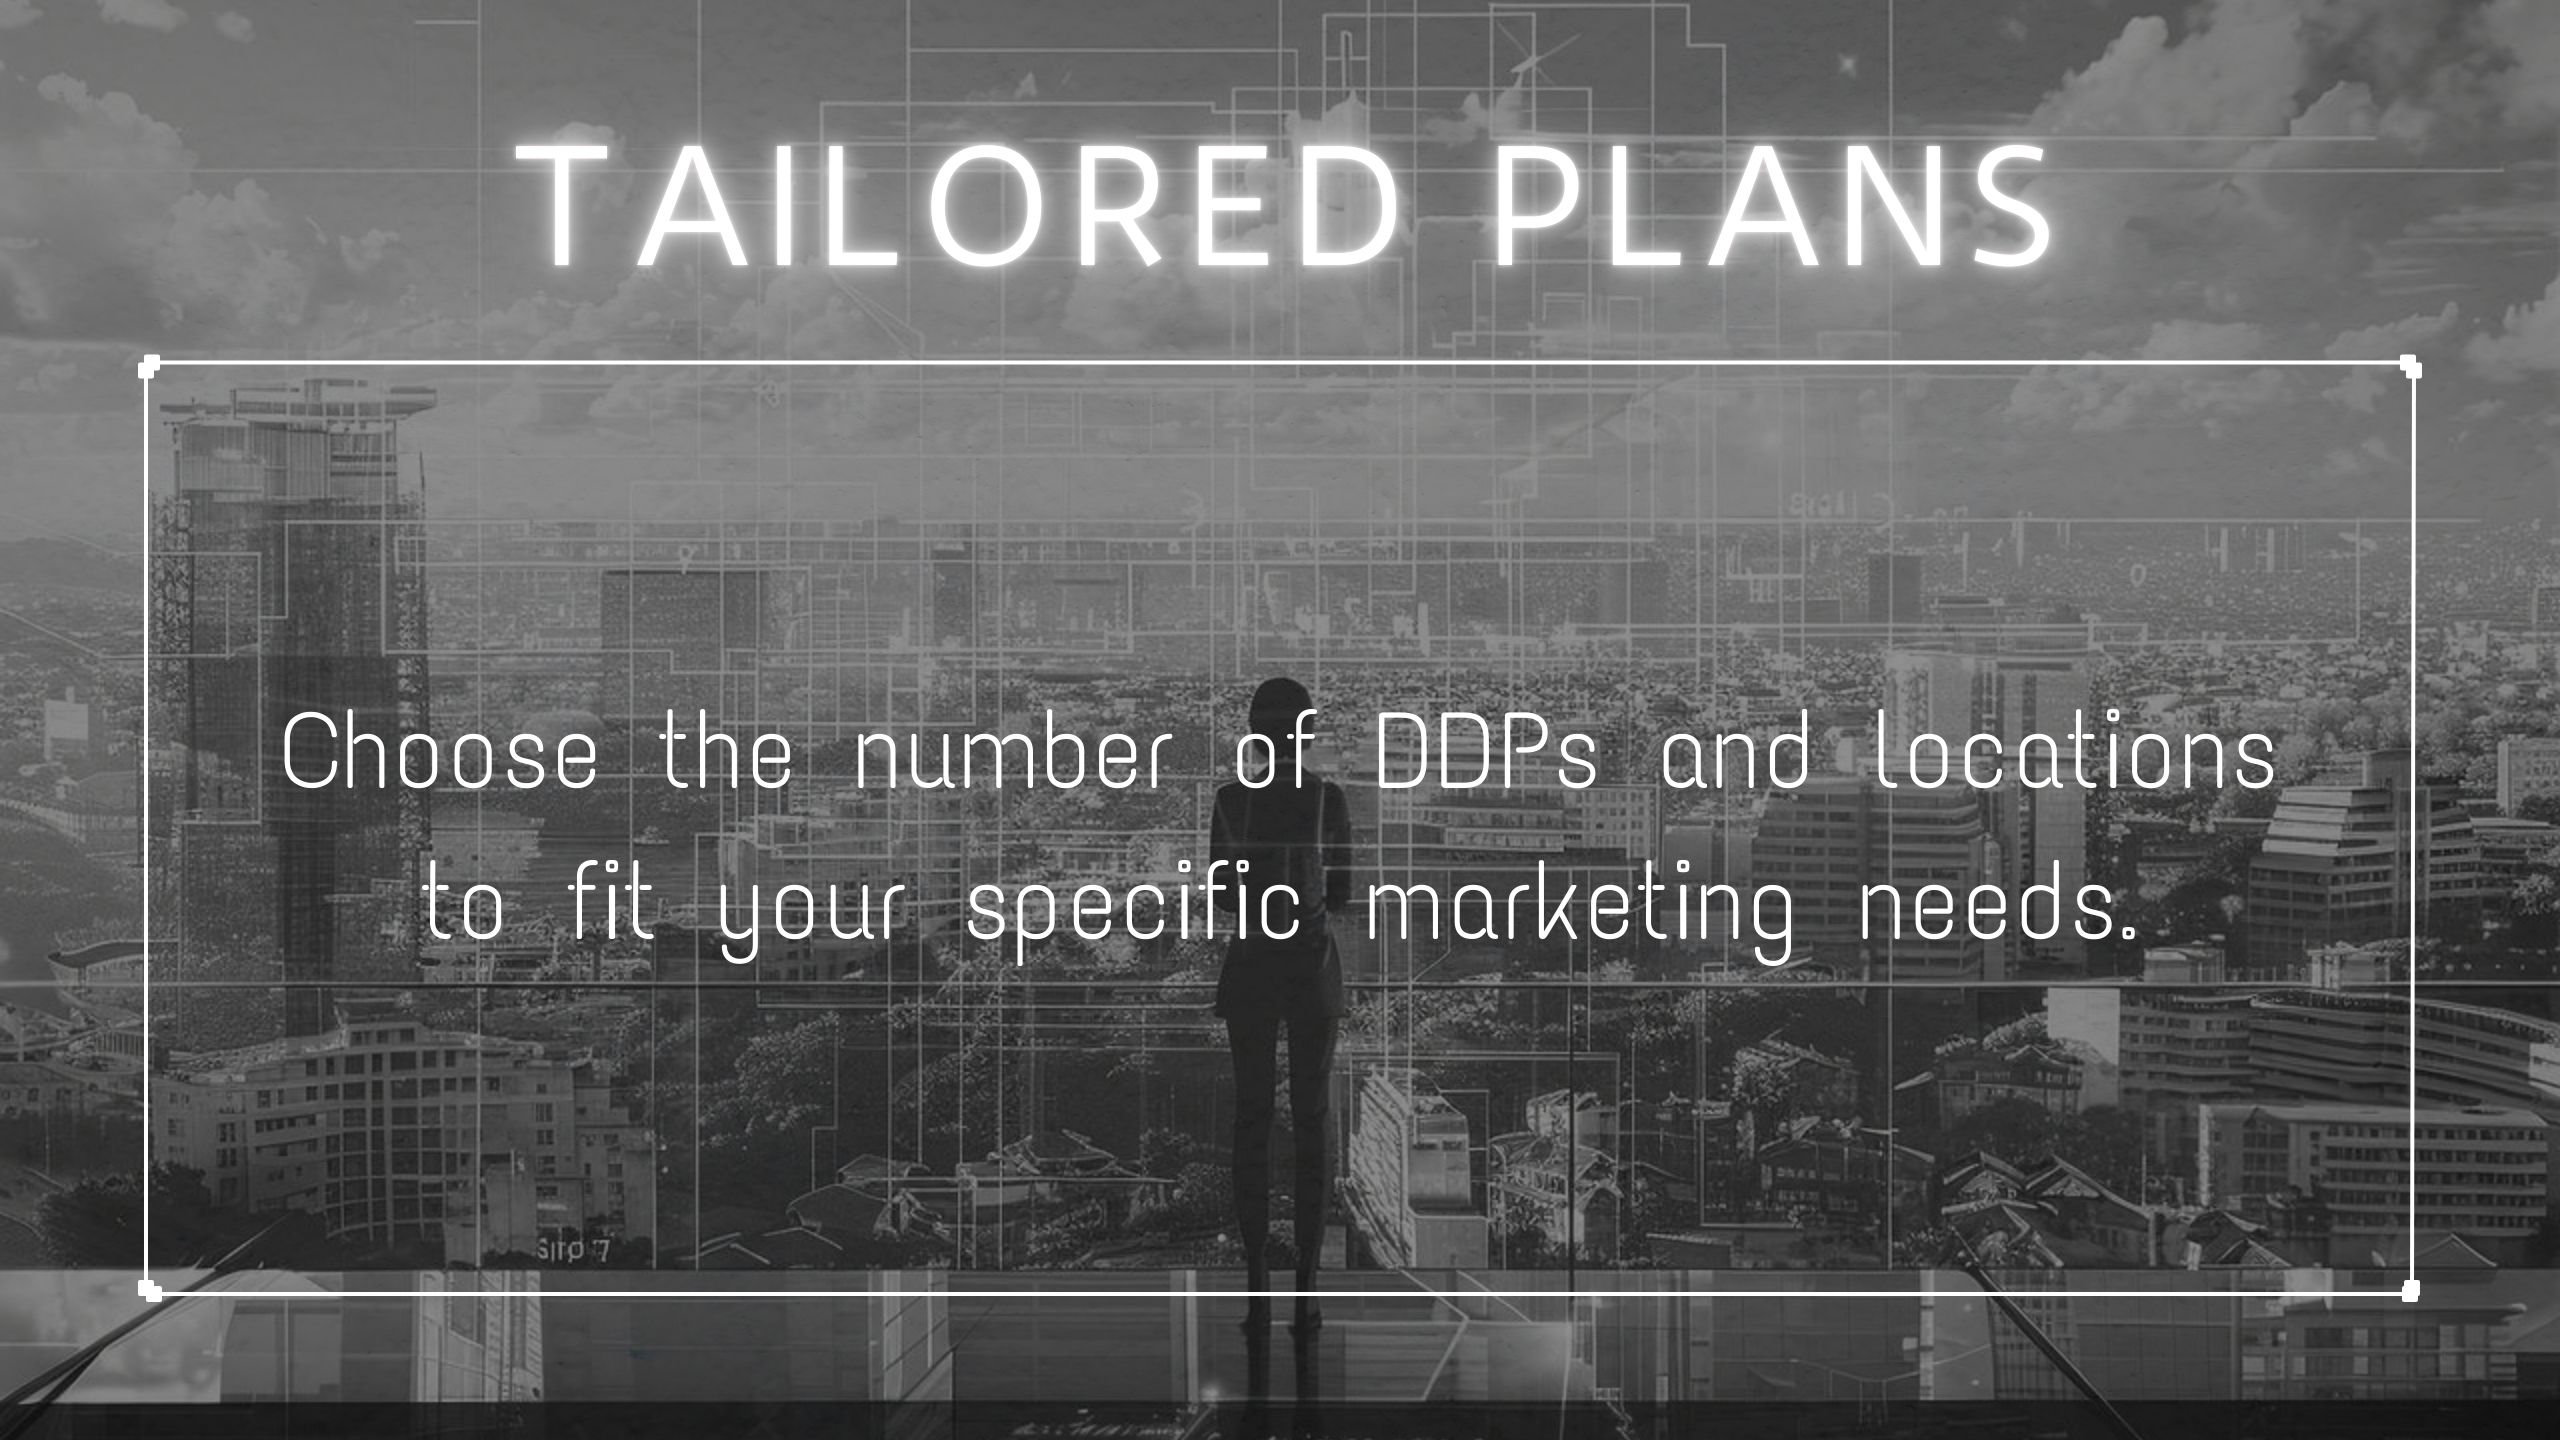 TAILORED PLANS
Choose the number of DDPs and locations
to fit your specific marketing needs.